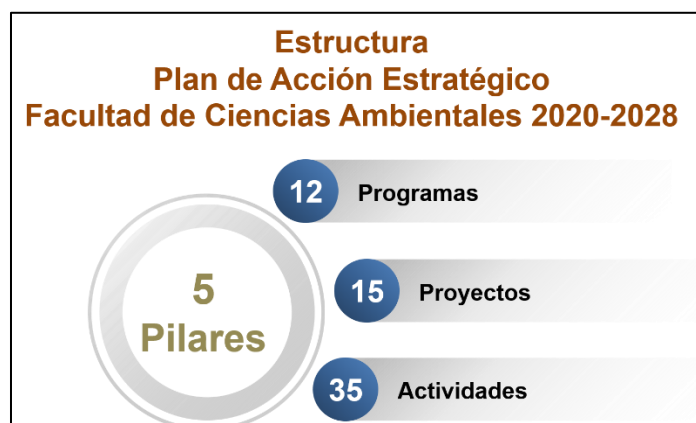 Estructura
Plan de Acción Estratégico
Facultad de Ciencias Ambientales 2020-2028
12 Programas
5
Pilares
15 Proyectos
35 Actividades